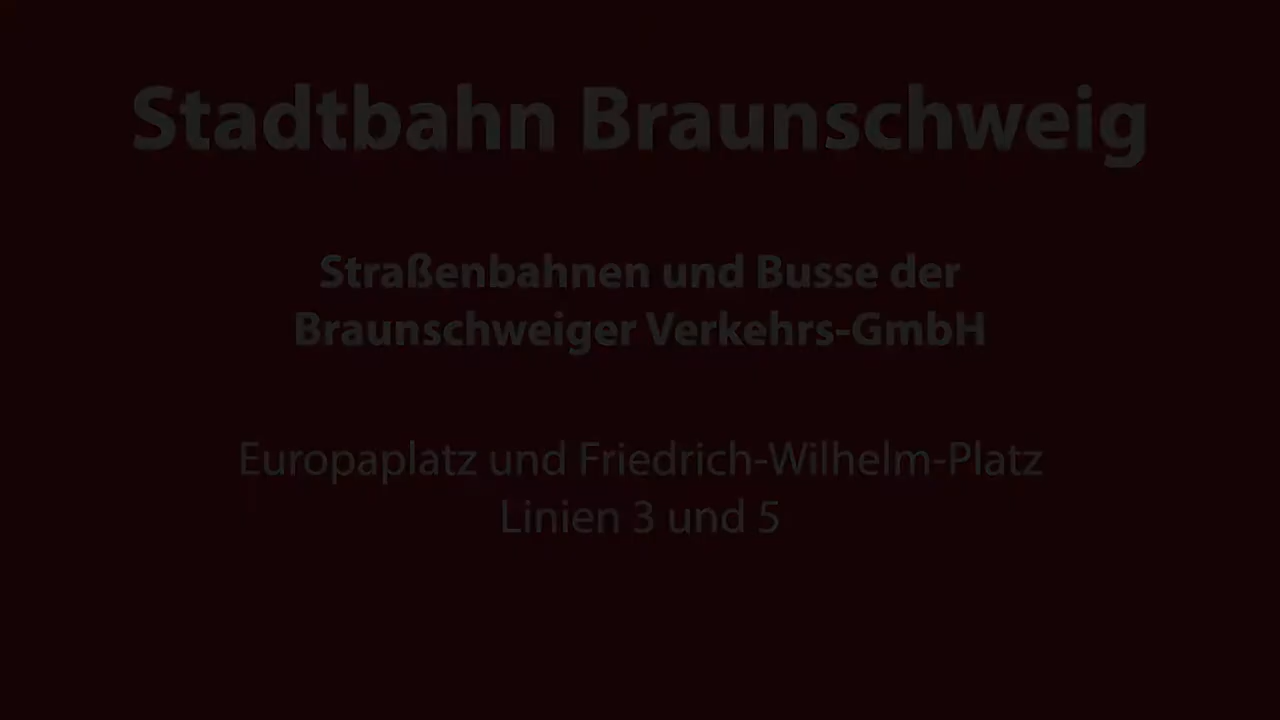 Stadtbahn Braunschweig
Straßenbahnen und Busse der
Braunschweiger Verkehrs-GmbH
Europaplatz und Friedrich-Wilhelm-Platz
Linien 3 und 5